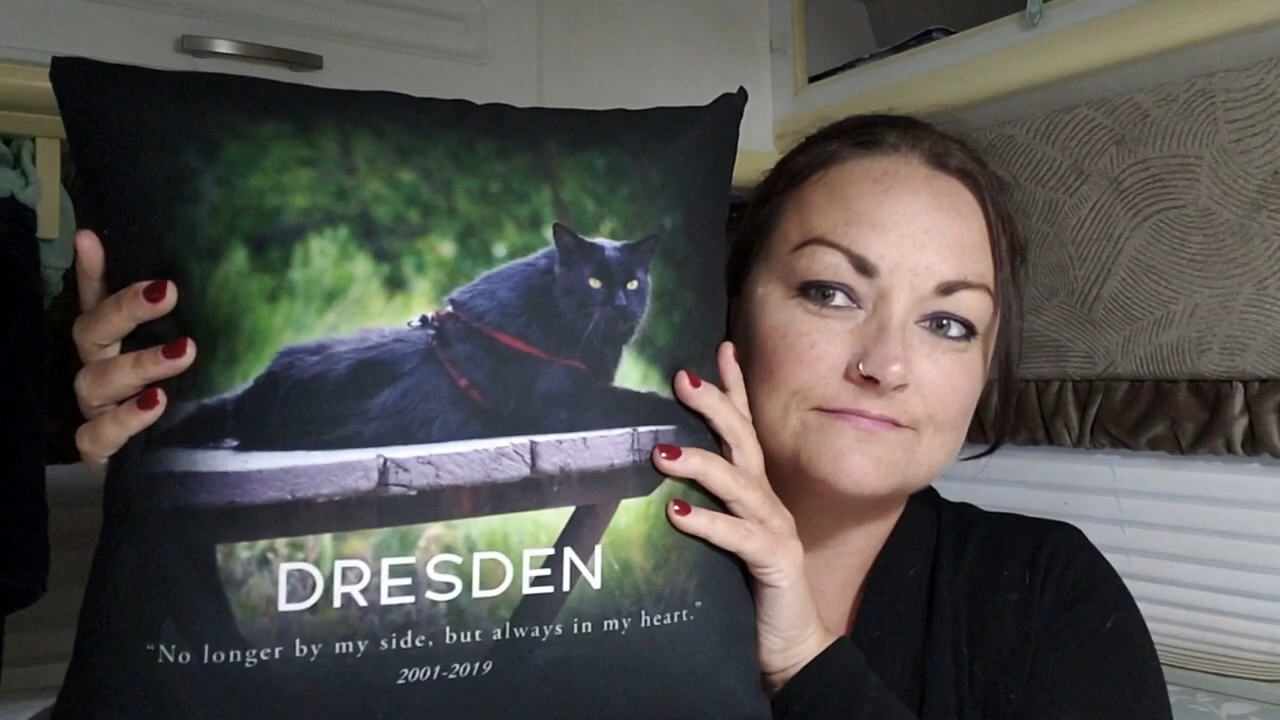 DRESDEN
“No longer by my side, but always in my heart.”
2001-2019